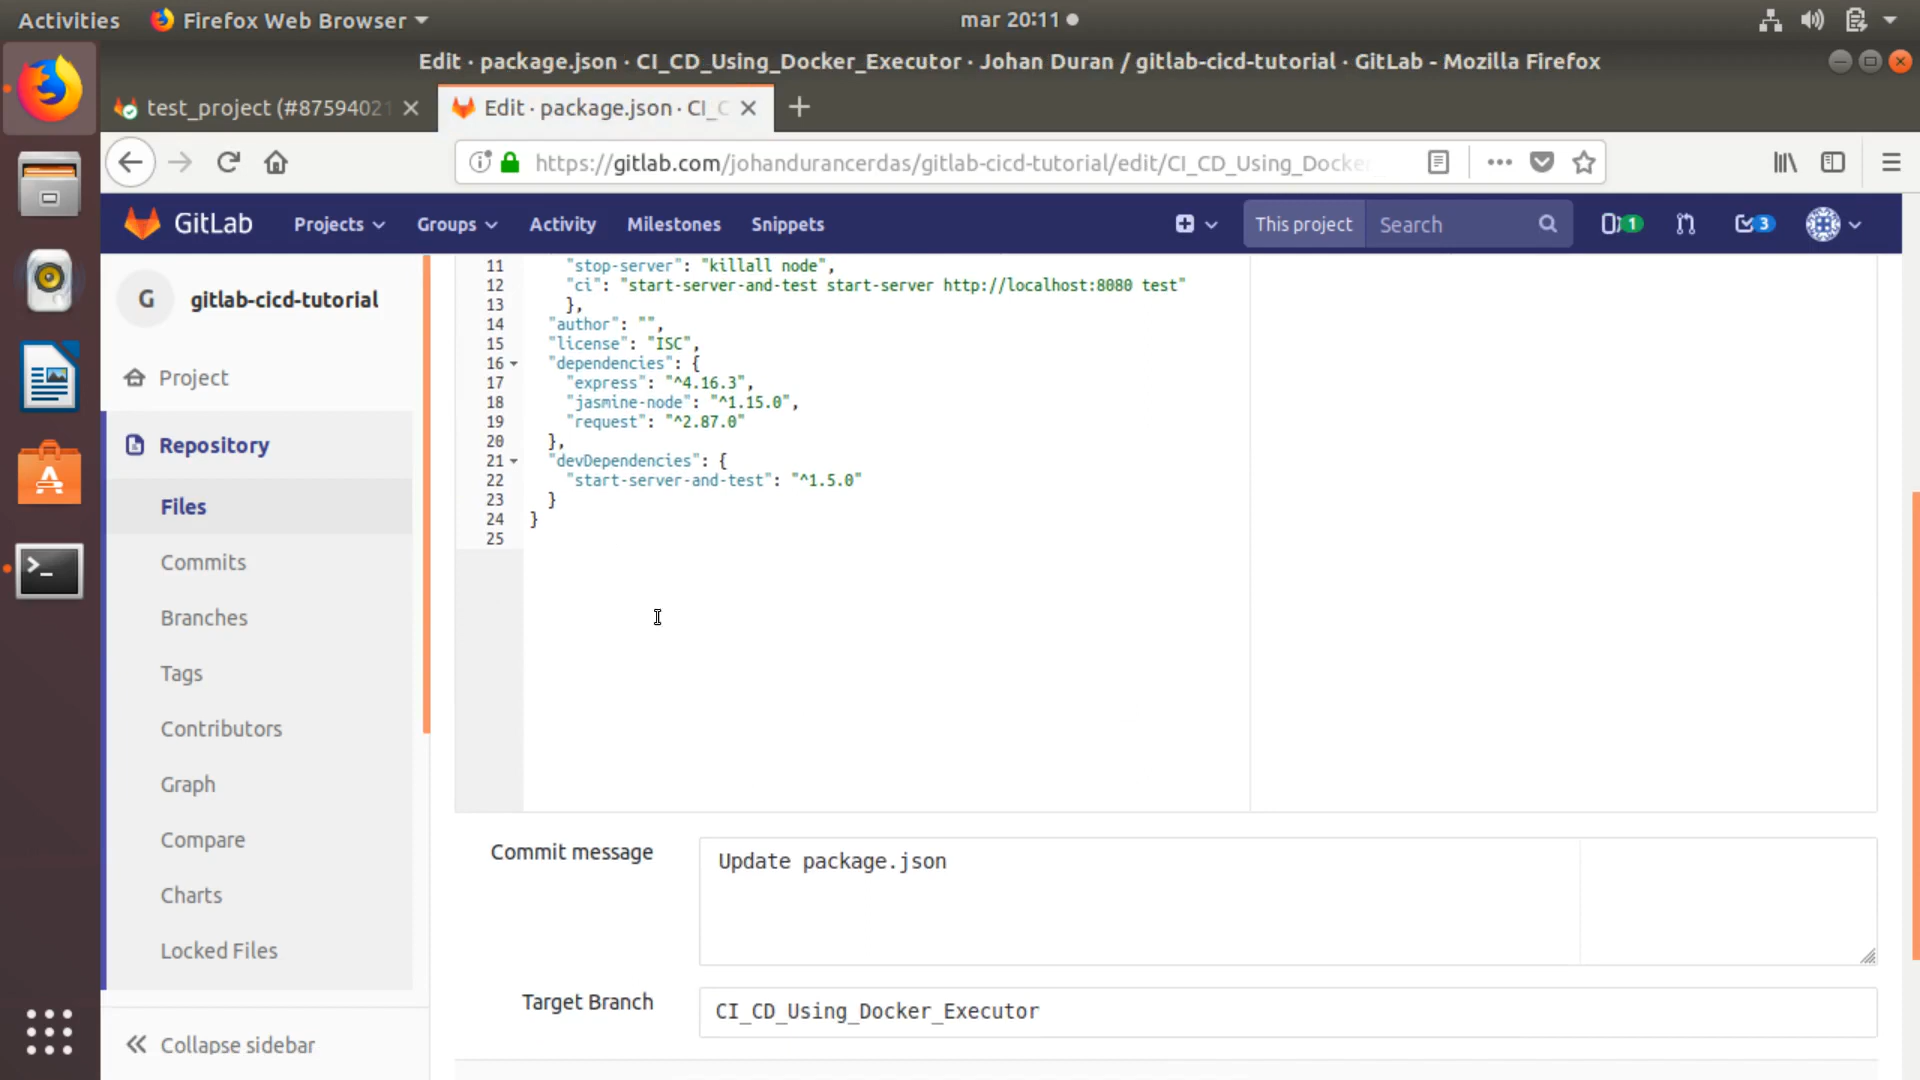 Activities Firefox Web Browser mar 20:11
Edit · package.json · CI_CD_Using_Docker_Executor · Johan Duran / gitlab-cicd-tutorial · GitLab - Mozilla Firefox
test_project (#87594021 Edit · package.json · CI_C
https://gitlab.com/johandurancerdas/gitlab-cicd-tutorial/edit/CI_CD_Using_Docke
GitLab Projects Groups Activity Milestones Snippets This project Search 1 3
G gitlab-cicd-tutorial
Project
Repository
Files
Commits
Branches
Tags
Contributors
Graph
Compare
Charts
Locked Files
Collapse sidebar
11 "stop-server": "killall node",
12 "ci": "start-server-and-test start-server http://localhost:8080 test"
13 },
14 "author": "",
15 "license": "ISC",
16 "dependencies": {
17 "express": "^4.16.3",
18 "jasmine-node": "^1.15.0",
19 "request": "^2.87.0"
20 },
21 "devDependencies": {
22 "start-server-and-test": "^1.5.0"
23 }
24 }
25
Commit message Update package.json
Target Branch CI_CD_Using_Docker_Executor